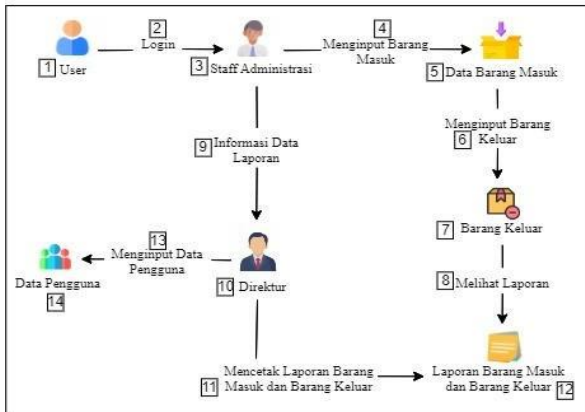 2
Login
4
Menginput Barang
Masuk
1 User
3 Staff Administrasi
5 Data Barang Masuk
Menginput Barang
6 Keluar
9 Informasi Data
Laporan
7 Barang Keluar
13
Menginput Data
Pengguna
8 Melihat Laporan
Data Pengguna
14
10 Direktur
Mencetak Laporan Barang
11 Masuk dan Barang Keluar
Laporan Barang Masuk
dan Barang Keluar 12